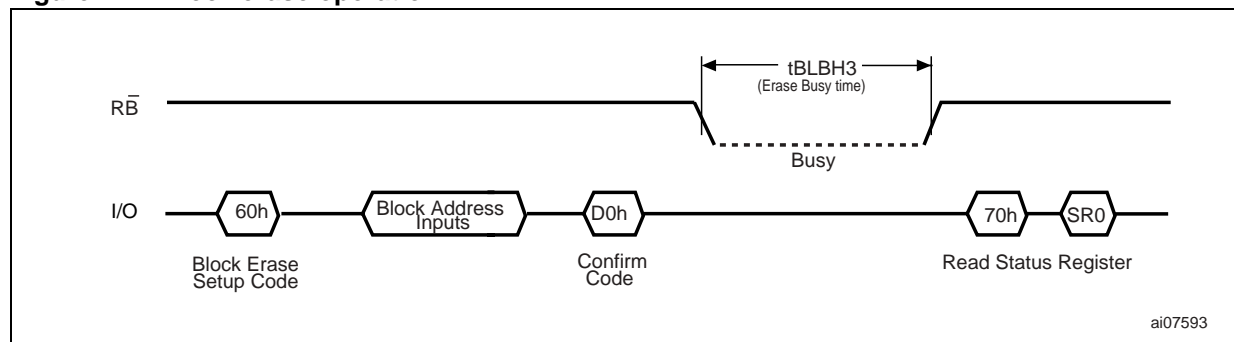 tBLBH3
(Erase Busy time)
RB̅
Busy
I/O
60h
Block Address
Inputs
D0h
70h
SR0
Block Erase
Setup Code
Confirm
Code
Read Status Register
ai07593